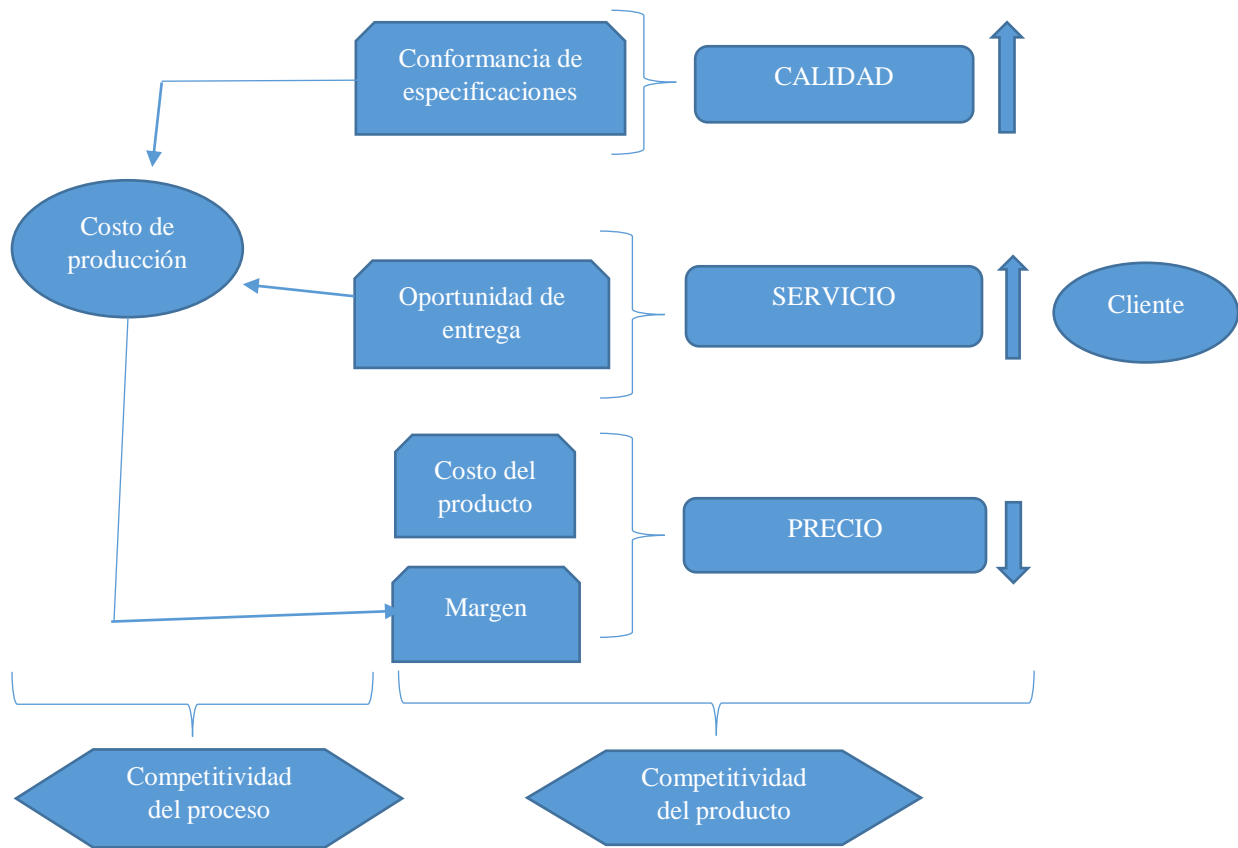 Conformancia de
especificaciones
CALIDAD
Costo de
producción
Oportunidad de
entrega
SERVICIO
Cliente
Costo del
producto
PRECIO
Margen
Competitividad
del proceso
Competitividad
del producto